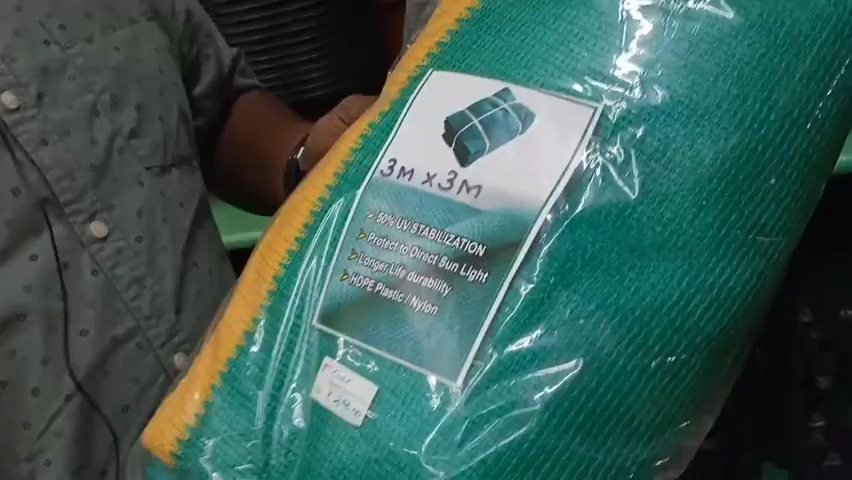 3M x 3M
50% UV STABILIZATION
Protect to Direct Sun Light
Longer Life durability
HDPE Plastic / Nylon